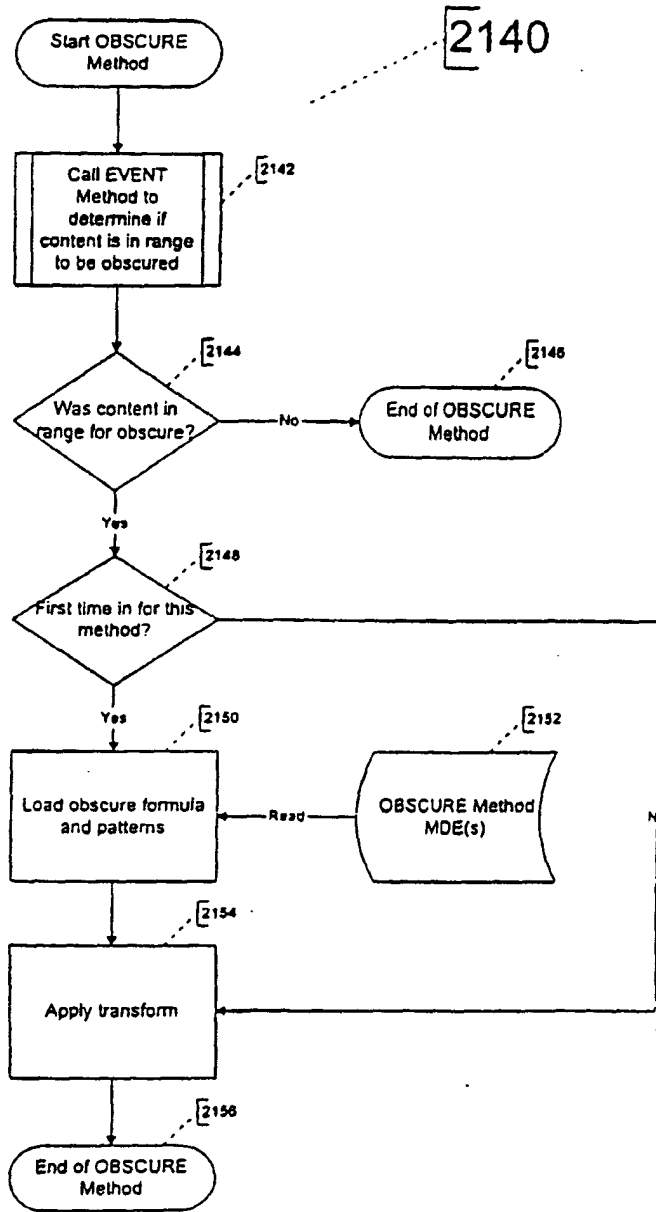 Start OBSCURE
Method
2140
Call EVENT
Method to
determine if
content is in range
to be obscured
2142
2144
Was content in
range for obscure?
No
2146
End of OBSCURE
Method
Yes
2148
First time in for this
method?
Yes
2150
Load obscure formula
and patterns
Read
2152
OBSCURE Method
MDE(s)
N
2154
Apply transform
2156
End of OBSCURE
Method